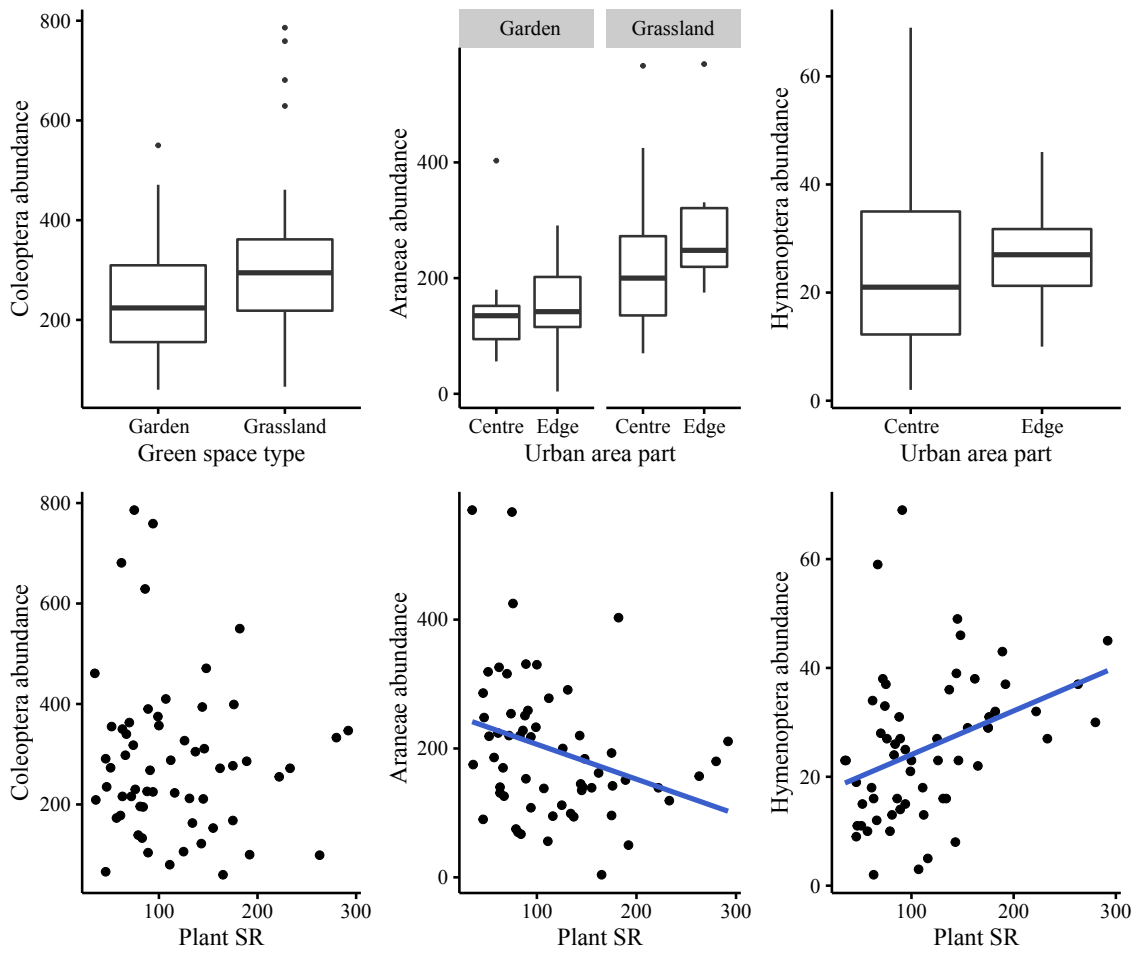 Coleoptera abundance
800
600
400
200
Garden Grassland
Green space type
Garden Grassland
Araneae abundance
400
200
0
Centre Edge Centre Edge
Urban area part
Hymenoptera abundance
60
40
20
0
Centre Edge
Urban area part
Coleoptera abundance
800
600
400
200
100 200 300
Plant SR
Araneae abundance
400
200
0
100 200 300
Plant SR
Hymenoptera abundance
60
40
20
0
100 200 300
Plant SR